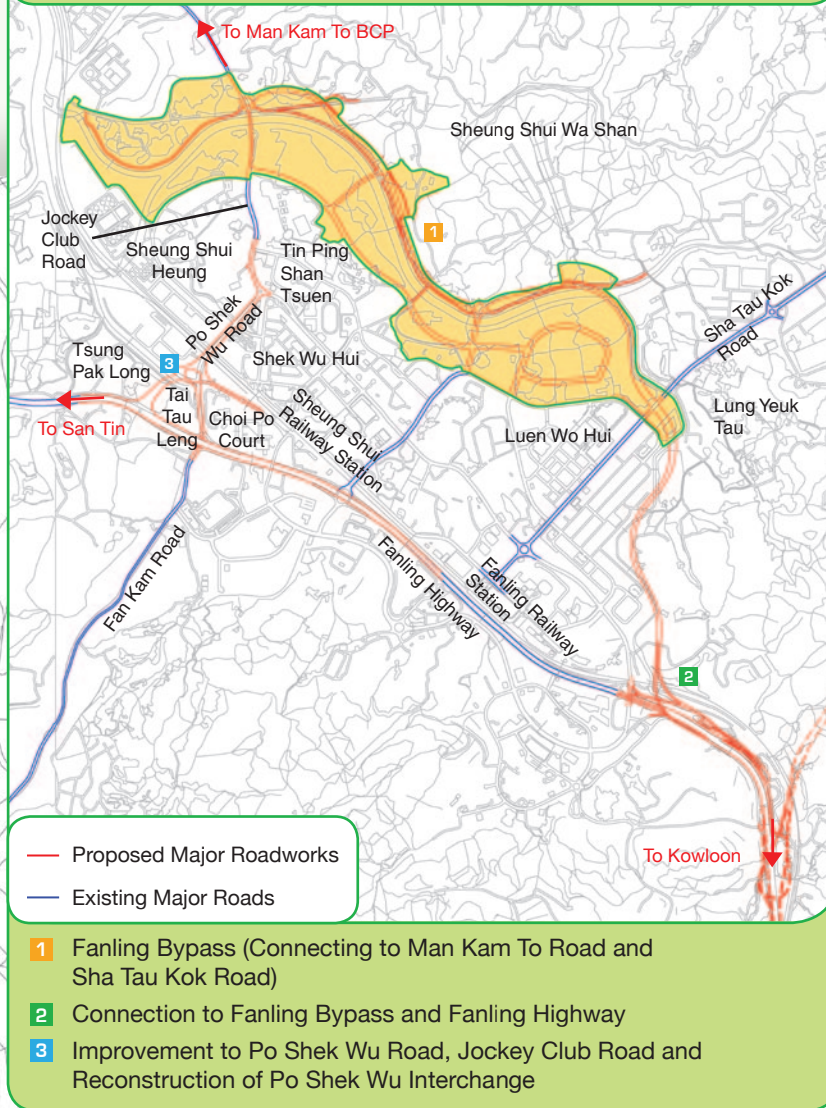 To Man Kam To BCP
Sheung Shui Wa Shan
1
Jockey
Club
Road
Sheung Shui
Heung
Tin Ping
Shan
Tsuen
Po Shek
Wu Road
Sha Tau Kok
Road
3
Tsung
Pak Long
Shek Wu Hui
To San Tin
Tai
Tau
Leng
Choi Po
Court
Sheung Shui
Railway Station
Luen Wo Hui
Lung Yeuk
Tau
Fan Kam Road
Fanling Highway
Fanling Railway
Station
2
To Kowloon
Proposed Major Roadworks
Existing Major Roads
1 Fanling Bypass (Connecting to Man Kam To Road and
Sha Tau Kok Road)
2 Connection to Fanling Bypass and Fanling Highway
3 Improvement to Po Shek Wu Road, Jockey Club Road and
Reconstruction of Po Shek Wu Interchange